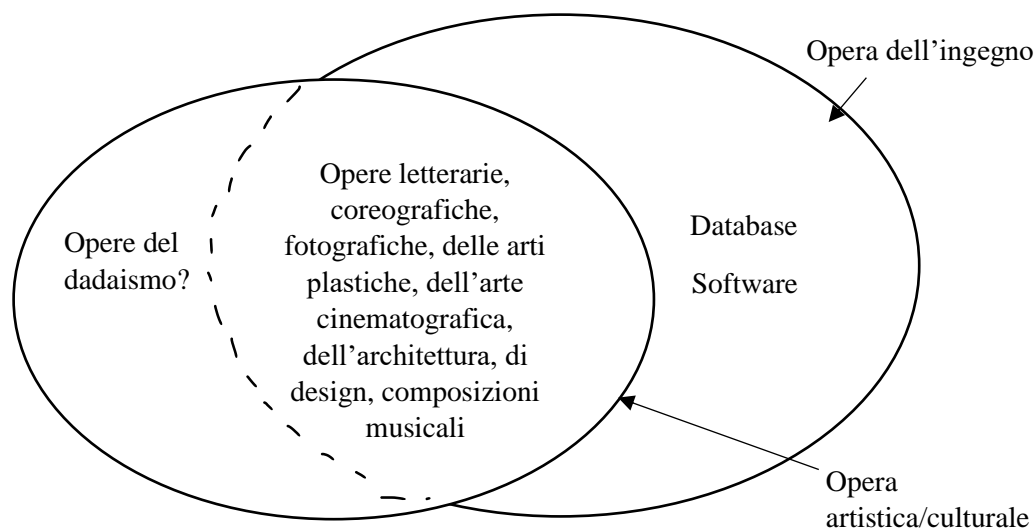 Opera dell’ingegno
Opere letterarie,
coreografiche,
fotografiche, delle arti
plastiche, dell’arte
cinematografica,
dell’architettura, di
design, composizioni
musicali
Opere del
dadaismo?
Database
Software
Opera
artistica/culturale